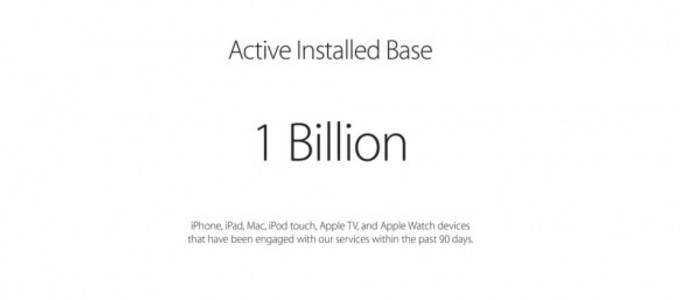 Active Installed Base
1 Billion
iPhone, iPad, Mac, iPod touch, Apple TV, and Apple Watch devices
that have been engaged with our services within the past 90 days.